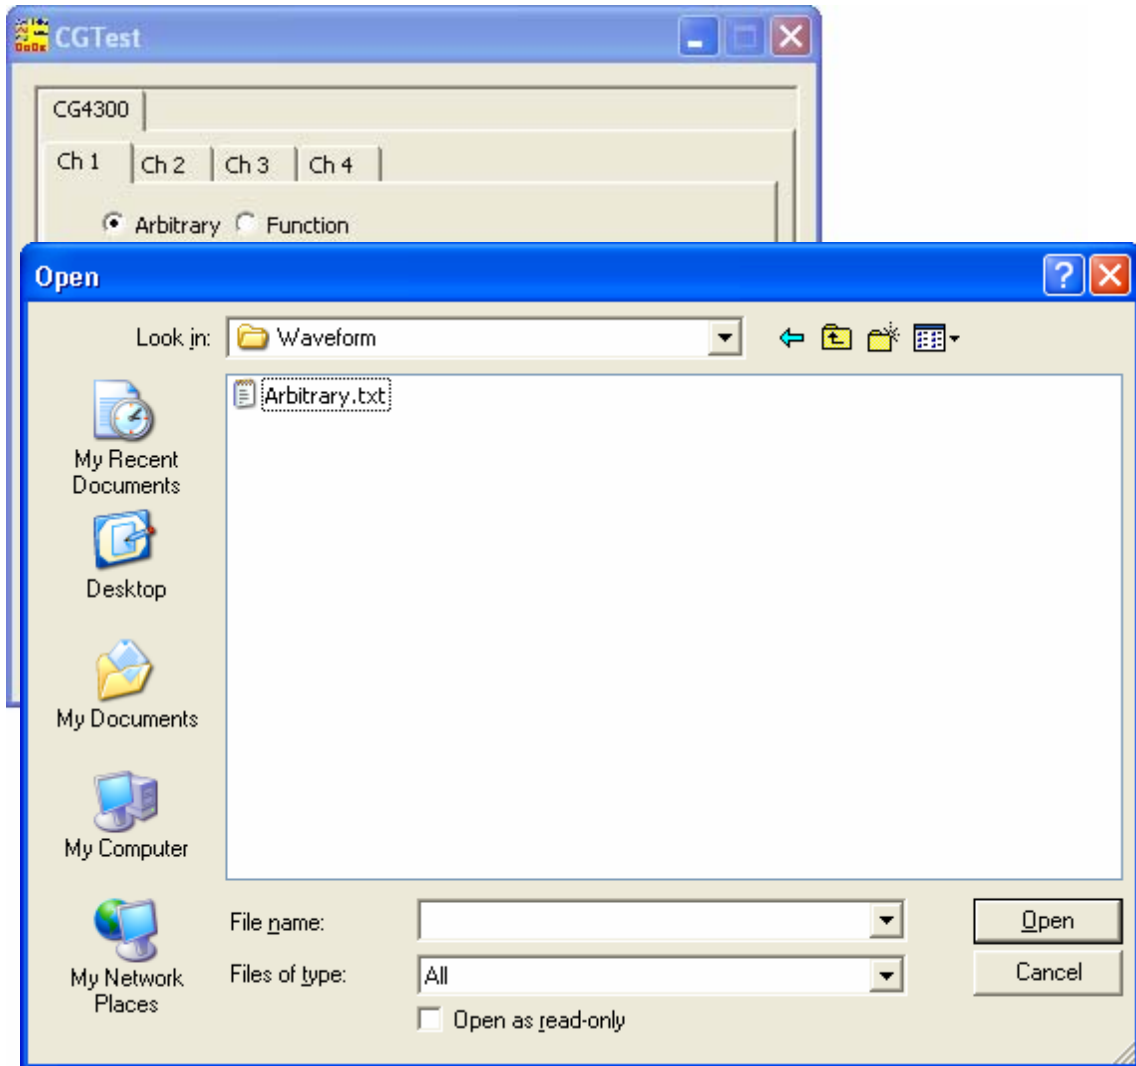 CGTest
CG4300
Ch 1 Ch 2 Ch 3 Ch 4
Arbitrary Function
Open
Look in: Waveform
Arbitrary.txt
My Recent
Documents
Desktop
My Documents
My Computer
My Network
Places
File name:
Open
Files of type: All
Cancel
Open as read-only